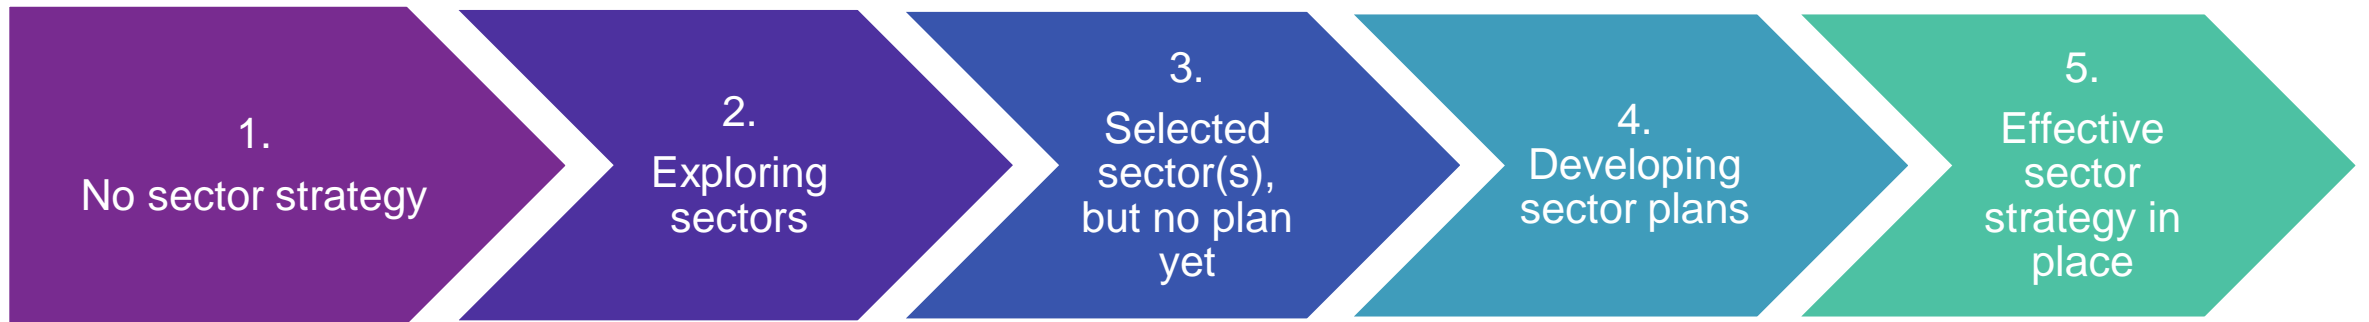 1.
No sector strategy
2.
Exploring
sectors
3.
Selected
sector(s),
but no plan
yet
4.
Developing
sector plans
5.
Effective
sector
strategy in
place